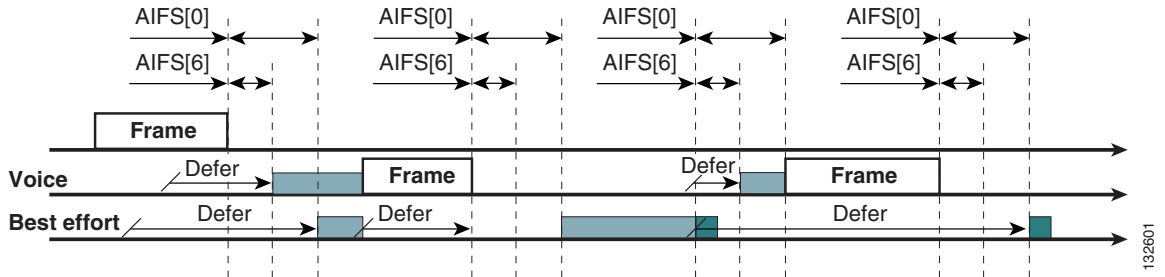 AIFS[0] AIFS[0] AIFS[0] AIFS[0]
AIFS[6] AIFS[6] AIFS[6] AIFS[6]
Frame
Voice Defer Frame Defer Frame
Best effort Defer Defer Defer
132601